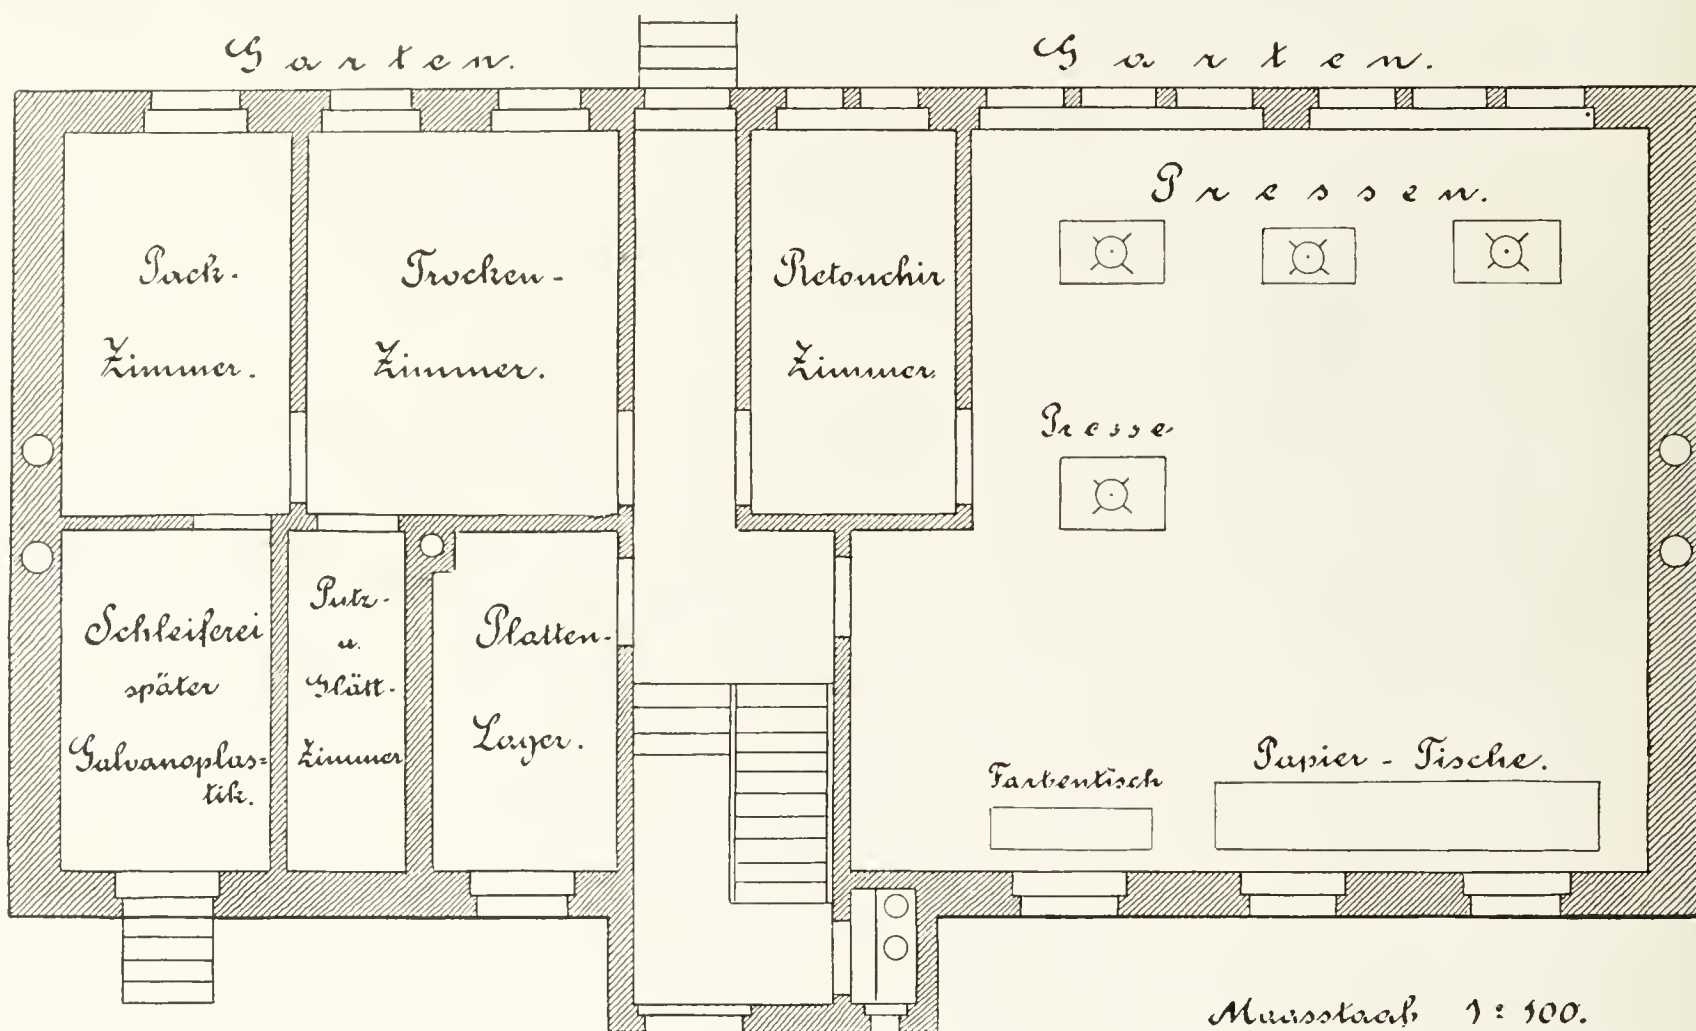 Garten.
Garten.
Pack-
Zimmer.
Trocken-
Zimmer.
Retouchir
Zimmer.
Pressen.
Presse
Schleiferei
später
Galvanoplas=
tik.
Putz-
u.
Glätt-
Zimmer
Platten-
Lager.
Farbentisch
Papier-Tische.
Maasstaab 1:100.